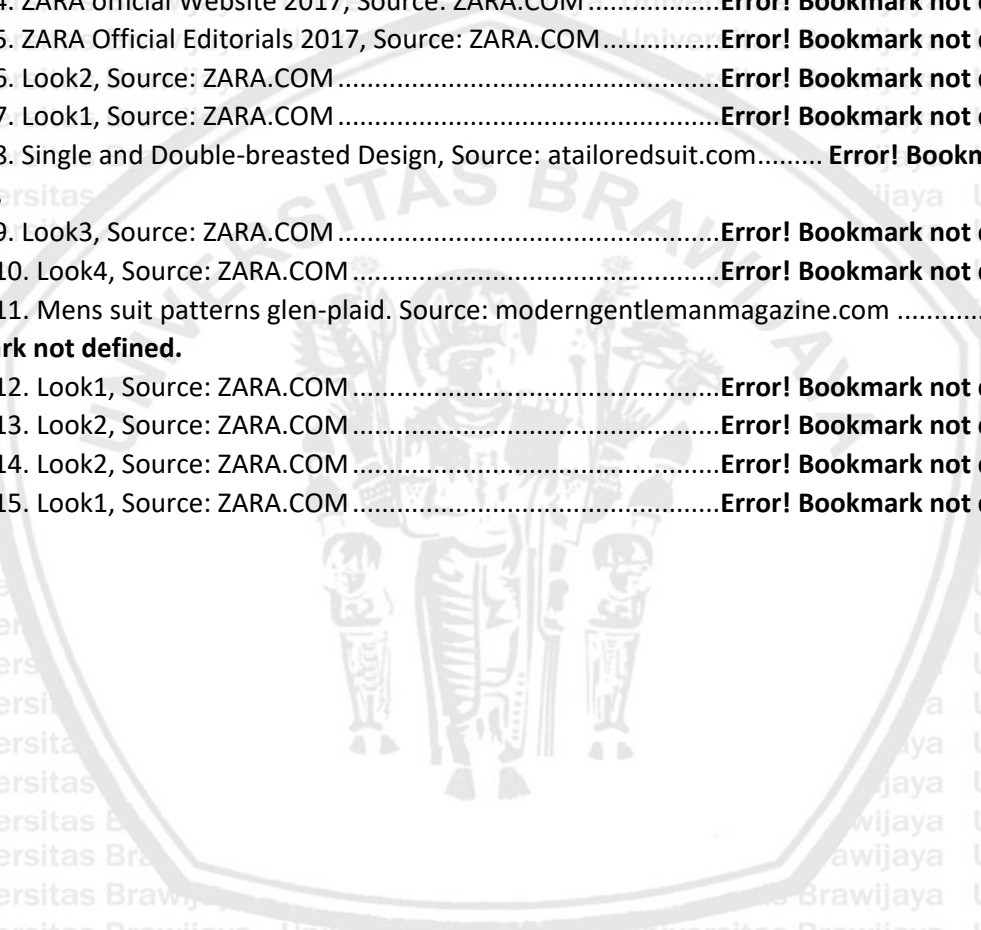 4. ZARA official Website 2017, Source: ZARA.COM.................Error! Bookmark not
5. ZARA Official Editorials 2017, Source: ZARA.COM...............Error! Bookmark not
6. Look2, Source: ZARA.COM.................................................Error! Bookmark not
7. Look1, Source: ZARA.COM.................................................Error! Bookmark not
8. Single and Double-breasted Design, Source: atailoredsuit.com......... Error! Bookm
9. Look3, Source: ZARA.COM.................................................Error! Bookmark not
10. Look4, Source: ZARA.COM...............................................Error! Bookmark not
11. Mens suit patterns glen-plaid. Source: moderngentlemanmagazine.com ............
rk not defined.
12. Look1, Source: ZARA.COM...............................................Error! Bookmark not
13. Look2, Source: ZARA.COM...............................................Error! Bookmark not
14. Look2, Source: ZARA.COM...............................................Error! Bookmark not
15. Look1, Source: ZARA.COM...............................................Error! Bookmark not
UNIVERSITAS BRAWIJAYA